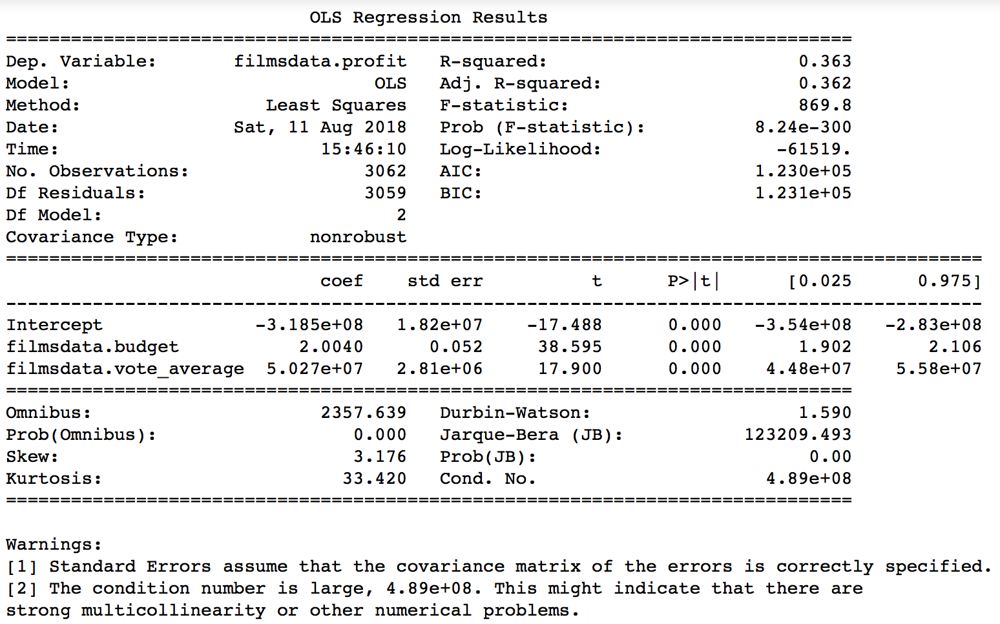 OLS Regression Results
==============================================================================
Dep. Variable:       filmsdata.profit   R-squared:                       0.363
Model:                            OLS   Adj. R-squared:                  0.362
Method:                 Least Squares   F-statistic:                     869.8
Date:                Sat, 11 Aug 2018   Prob (F-statistic):          8.24e-300
Time:                        15:46:10   Log-Likelihood:                -61519.
No. Observations:                3062   AIC:                         1.230e+05
Df Residuals:                    3059   BIC:                         1.231e+05
Df Model:                           2
Covariance Type:            nonrobust
==========================================================================================
                             coef    std err          t      P>|t|      [0.025      0.975]
------------------------------------------------------------------------------------------
Intercept              -3.185e+08   1.82e+07    -17.488      0.000   -3.54e+08   -2.83e+08
filmsdata.budget           2.0040      0.052     38.595      0.000       1.902       2.106
filmsdata.vote_average  5.027e+07   2.81e+06     17.900      0.000    4.48e+07    5.58e+07
==============================================================================
Omnibus:                     2357.639   Durbin-Watson:                   1.590
Prob(Omnibus):                  0.000   Jarque-Bera (JB):           123209.493
Skew:                           3.176   Prob(JB):                         0.00
Kurtosis:                      33.420   Cond. No.                     4.89e+08
==============================================================================
Warnings:
[1] Standard Errors assume that the covariance matrix of the errors is correctly specified.
[2] The condition number is large, 4.89e+08. This might indicate that there are
strong multicollinearity or other numerical problems.